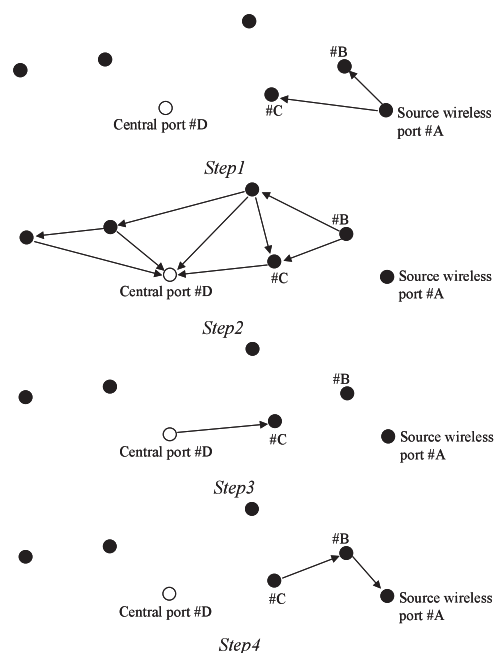 #B
#C
Source wireless
port #A
Central port #D
Step1
#B
#C
Source wireless
port #A
Central port #D
Step2
#B
#C
Source wireless
port #A
Central port #D
Step3
#B
#C
Source wireless
port #A
Central port #D
Step4